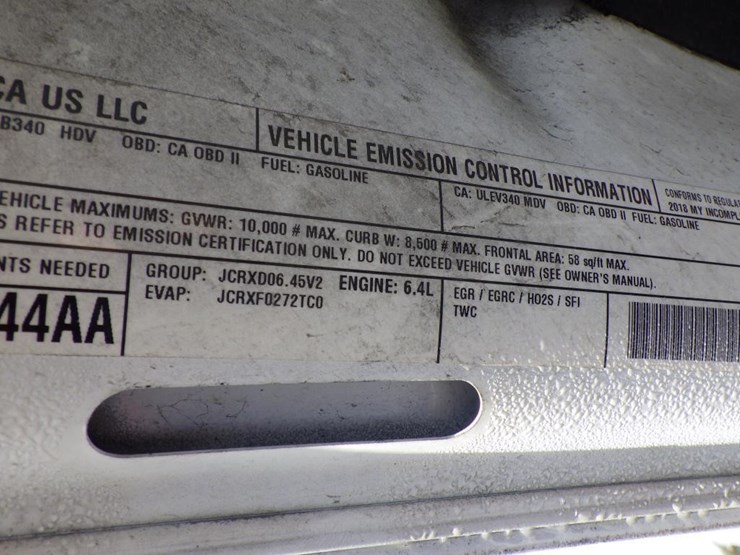 CA US LLC
B340 HDV OBD: CA OBD II FUEL: GASOLINE
VEHICLE EMISSION CONTROL INFORMATION
CA: ULEV340 MDV OBD: CA OBD II FUEL: GASOLINE
CONFORMS TO REGULAT
2018 MY INCOMPL
EHICLE MAXIMUMS: GVWR: 10,000 # MAX. CURB W: 8,500 # MAX. FRONTAL AREA: 58 sq/ft MAX.
S REFER TO EMISSION CERTIFICATION ONLY. DO NOT EXCEED VEHICLE GVWR (SEE OWNER'S MANUAL).
NTS NEEDED
44AA
GROUP: JCRXD06.45V2 ENGINE: 6.4L
EVAP: JCRXF0272TC0
EGR / EGRC / HO2S / SFI
TWC